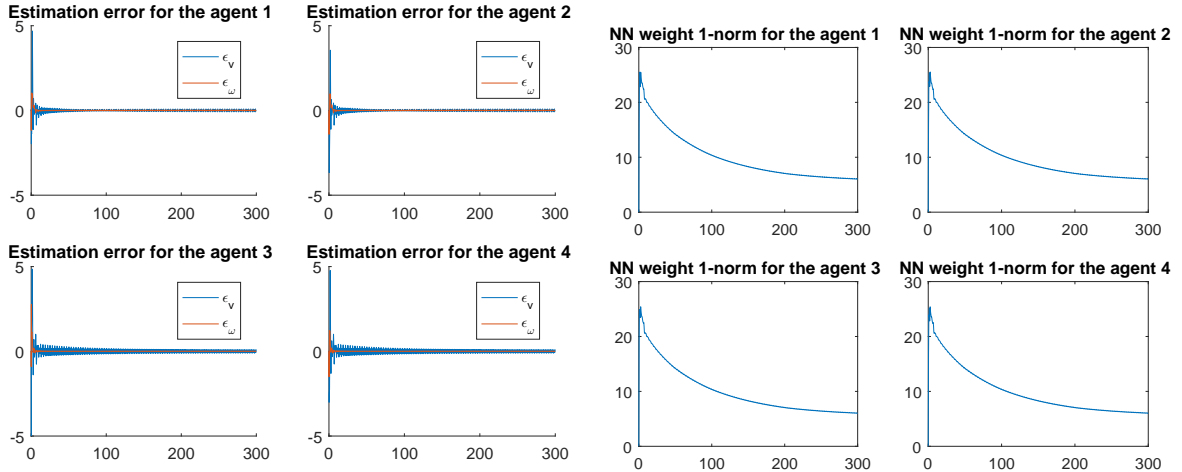 Estimation error for the agent 1
5
0
-5
0 100 200 300
ϵ_v
ϵ_ω
Estimation error for the agent 2
5
0
-5
0 100 200 300
ϵ_v
ϵ_ω
NN weight 1-norm for the agent 1
30
20
10
0
0 100 200 300
NN weight 1-norm for the agent 2
30
20
10
0
0 100 200 300
Estimation error for the agent 3
5
0
-5
0 100 200 300
ϵ_v
ϵ_ω
Estimation error for the agent 4
5
0
-5
0 100 200 300
ϵ_v
ϵ_ω
NN weight 1-norm for the agent 3
30
20
10
0
0 100 200 300
NN weight 1-norm for the agent 4
30
20
10
0
0 100 200 300